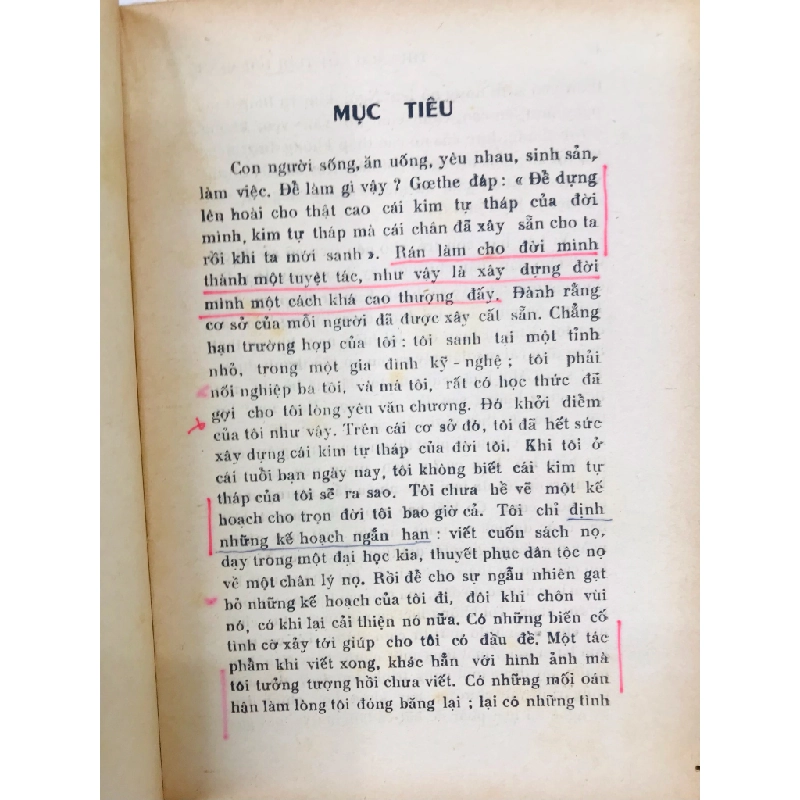 MỤC TIÊU
Con người sống, ăn uống, yêu nhau, sinh sản,
làm việc. Để làm gì vậy ? Gœthe đáp : « Để dựng
lên hoài cho thật cao cái kim tự tháp của đời
mình, kim tự tháp mà cái chân đã xây sẵn cho ta
rồi khi ta mới sanh ». Rán làm cho đời mình
thành một tuyệt tác, như vậy là xây dựng đời
mình một cách khá cao thượng đấy. Đành rằng
cơ sở của mỗi người đã được xây cất sẵn. Chẳng
hạn trường hợp của tôi : tôi sanh tại một tỉnh
nhỏ, trong một gia đình kỹ-nghệ ; tôi phải
nối nghiệp ba tôi, và má tôi, rất có học thức đã
gợi cho tôi lòng yêu văn chương. Đó khởi điểm
của tôi như vậy. Trên cái cơ sở đó, tôi đã hết sức
xây dựng cái kim tự tháp của đời tôi. Khi tôi ở
cái tuổi bạn ngày nay, tôi không biết cái kim tự
tháp của tôi sẽ ra sao. Tôi chưa hề vẽ một kế
hoạch cho trọn đời tôi bao giờ cả. Tôi chỉ định
những kế hoạch ngắn hạn : viết cuốn sách nọ,
dạy trong một đại học kia, thuyết phục dân tộc nọ
về một chân lý nọ. Rồi để cho sự ngẫu nhiên gạt
bỏ những kế hoạch của tôi đi, đôi khi chôn vùi
nó, có khi lại cải thiện nó nữa. Có những biến cố
tình cờ xảy tới giúp cho tôi có đầu đề. Một tác
phẩm khi viết xong, khác hẳn với hình ảnh mà
tôi tưởng tượng hồi chưa viết. Có những mối oán
hận làm lòng tôi đóng băng lại ; lại có những tình